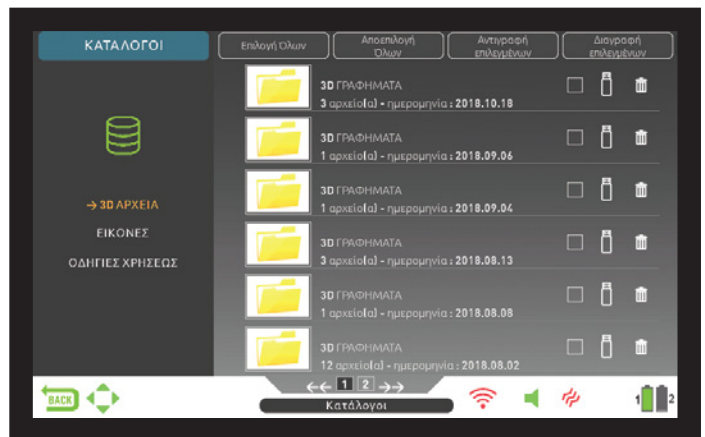 ΚΑΤΑΛΟΓΟΙ
Επιλογή Όλων
Αποεπιλογή
Όλων
Αντιγραφή
επιλεγμένων
Διαγραφή
επιλεγμένων
3D ΓΡΑΦΗΜΑΤΑ
3 αρχείο(α) - ημερομηνία : 2018.10.18
3D ΓΡΑΦΗΜΑΤΑ
1 αρχείο(α) - ημερομηνία : 2018.09.06
3D ΓΡΑΦΗΜΑΤΑ
1 αρχείο(α) - ημερομηνία : 2018.09.04
3D ΓΡΑΦΗΜΑΤΑ
3 αρχείο(α) - ημερομηνία : 2018.08.13
3D ΓΡΑΦΗΜΑΤΑ
1 αρχείο(α) - ημερομηνία : 2018.08.08
3D ΓΡΑΦΗΜΑΤΑ
12 αρχείο(α) - ημερομηνία : 2018.08.02
→ 3D ΑΡΧΕΙΑ
ΕΙΚΟΝΕΣ
ΟΔΗΓΙΕΣ ΧΡΗΣΕΩΣ
←← 1 2 →→
BACK
Κατάλογοι
1 2